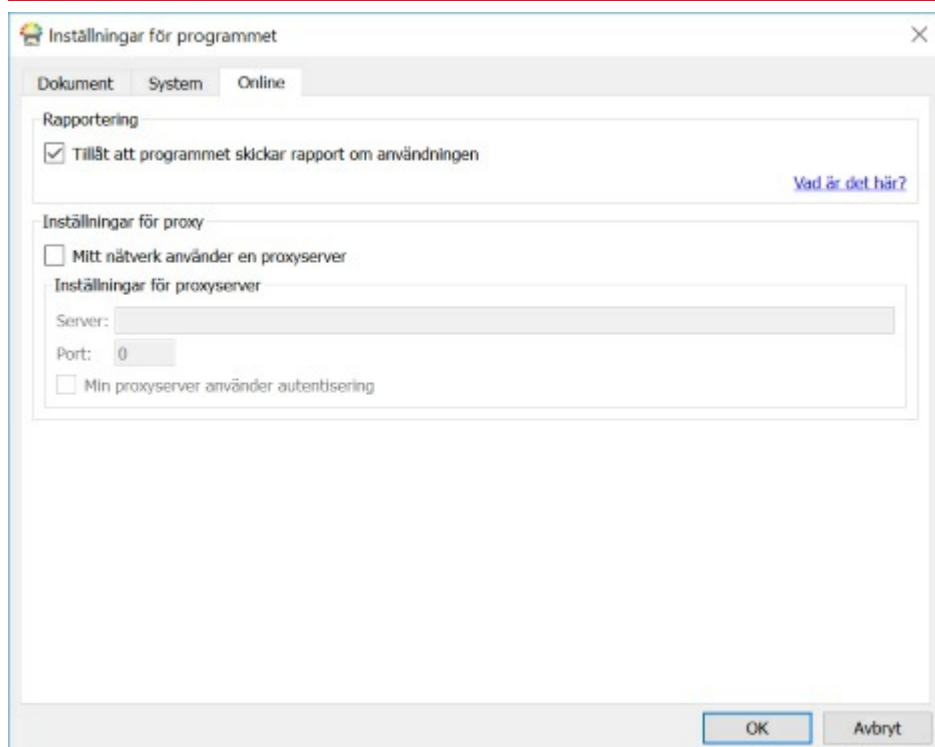 Inställningar för programmet
Dokument System Online
Rapportering
Tillåt att programmet skickar rapport om användningen
Vad är det här?
Inställningar för proxy
Mitt nätverk använder en proxyserver
Inställningar för proxyserver
Server:
Port: 0
Min proxyserver använder autentisering
OK Avbryt